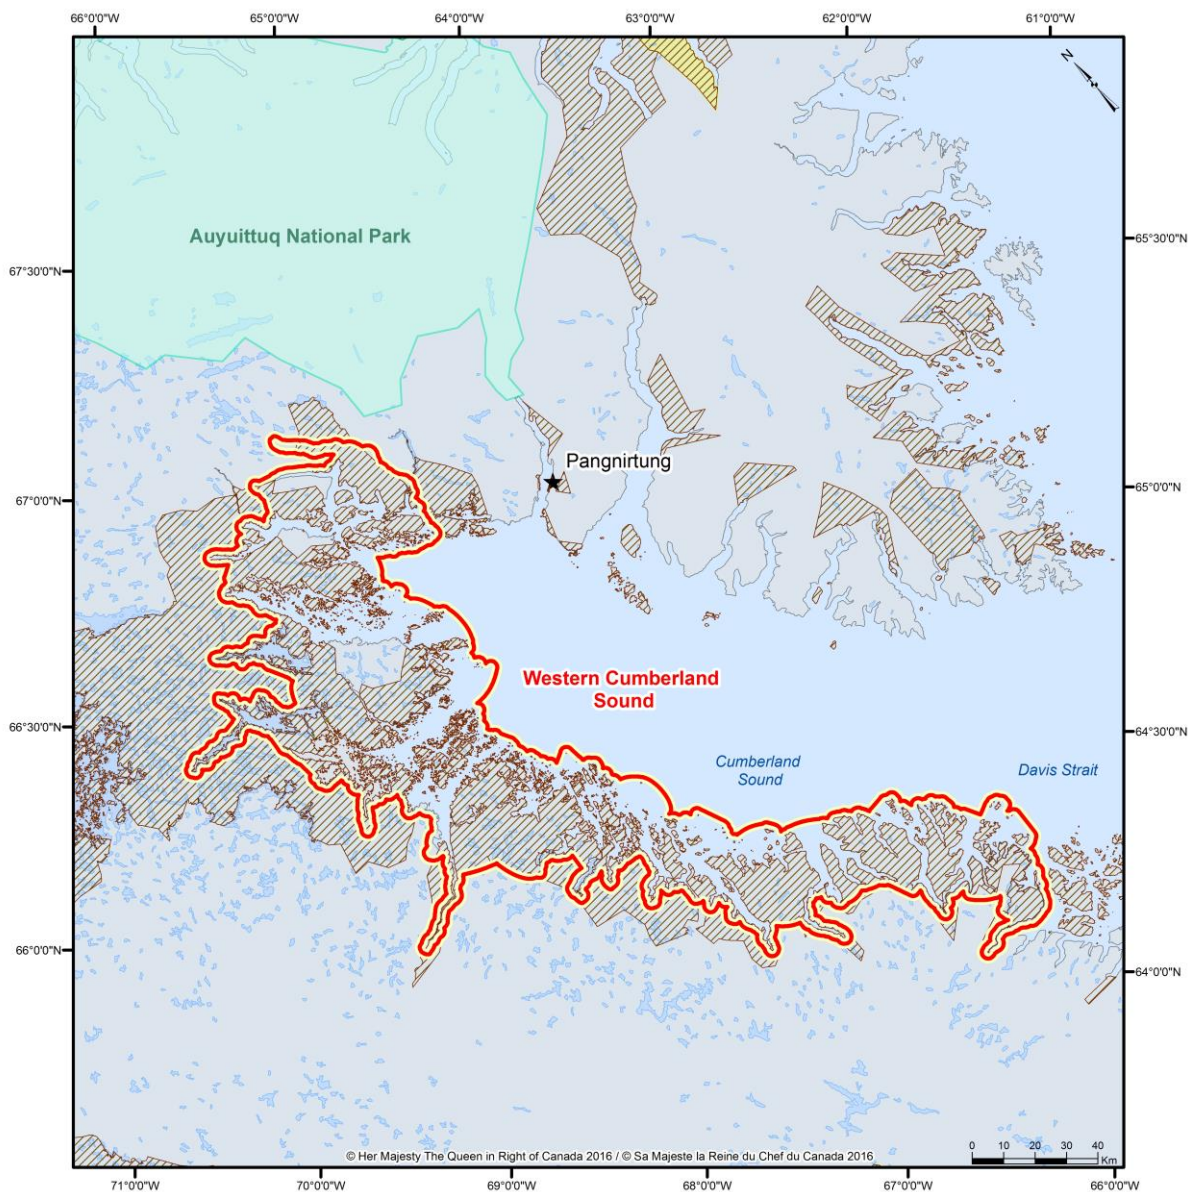 66°0'0"W
65°0'0"W
64°0'0"W
63°0'0"W
62°0'0"W
61°0'0"W
N
Auyuittuq National Park
65°30'0"N
67°30'0"N
Pangnirtung
67°0'0"N
65°0'0"N
Western Cumberland
Sound
66°30'0"N
64°30'0"N
Cumberland
Sound
Davis Strait
66°0'0"N
64°0'0"N
0 10 20 30 40
Km
© Her Majesty The Queen in Right of Canada 2016 / © Sa Majeste la Reine du Chef du Canada 2016
71°0'0"W
70°0'0"W
69°0'0"W
68°0'0"W
67°0'0"W
66°0'0"W